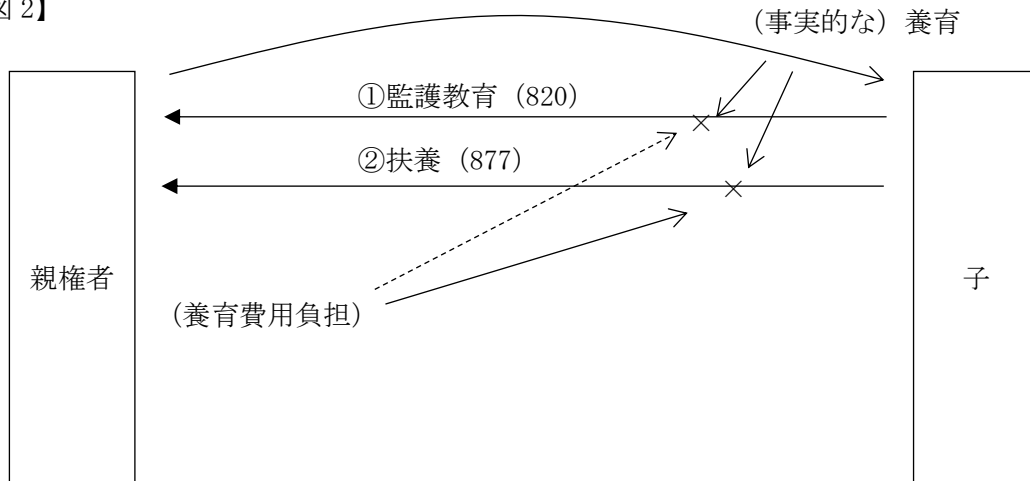 図 2】
（事実的な）養育
①監護教育（820）
②扶養（877）
親権者
子
（養育費用負担）